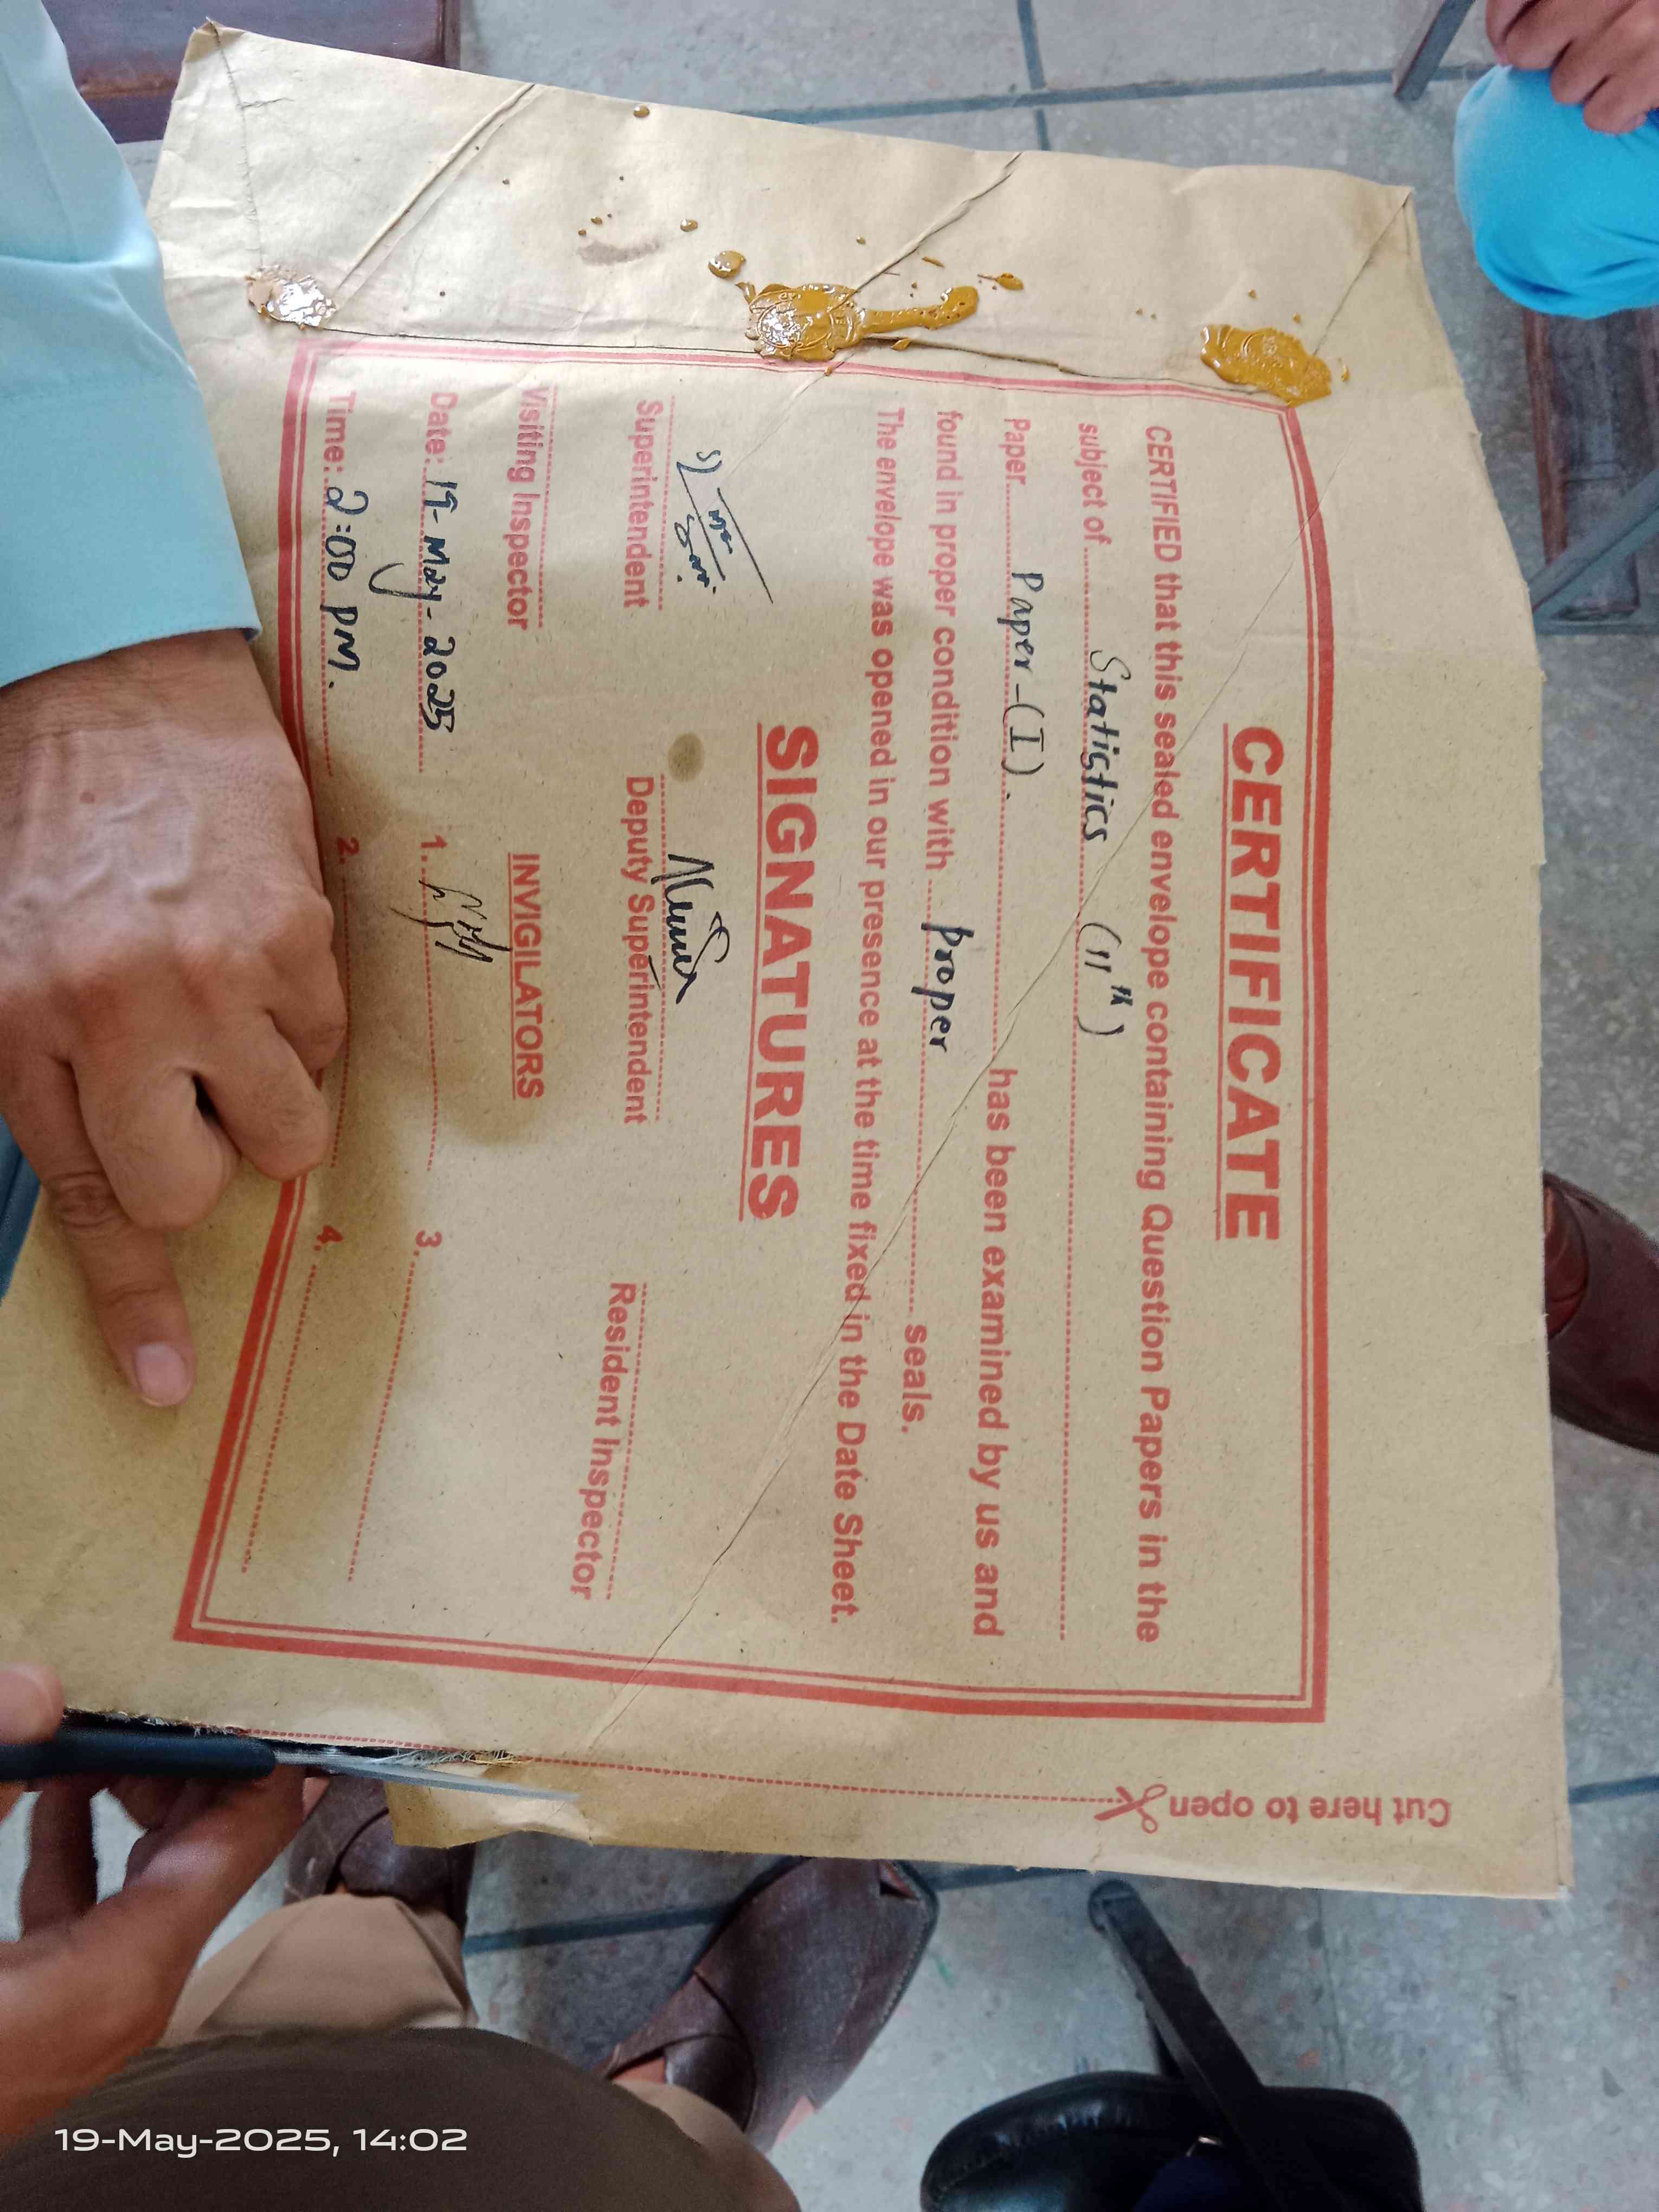 CERTIFICATE
CERTIFIED that this sealed envelope containing Question Papers in the
subject of Statistics (11th)
Paper Paper-(I). has been examined by us and
found in proper condition with proper seals.
The envelope was opened in our presence at the time fixed in the Date Sheet.
SIGNATURES
Superintendent Deputy Superintendent Resident Inspector
Visiting Inspector INVIGILATORS
Date: 19-May-2025 1. 3.
Time: 2:00 PM. 2. 4.
Cut here to open
19-May-2025, 14:02